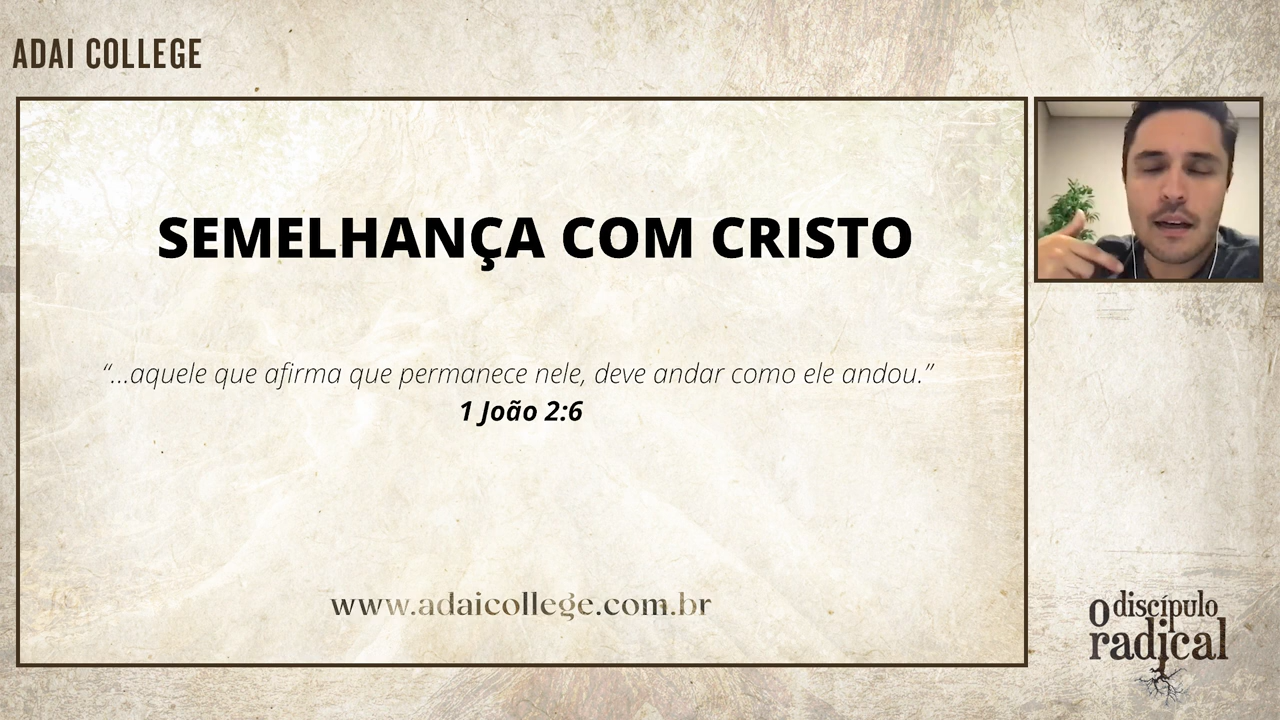 ADAI COLLEGE
SEMELHANÇA COM CRISTO
“...aquele que afirma que permanece nele, deve andar como ele andou.”
1 João 2:6
www.adaicollege.com.br
O discípulo
radical